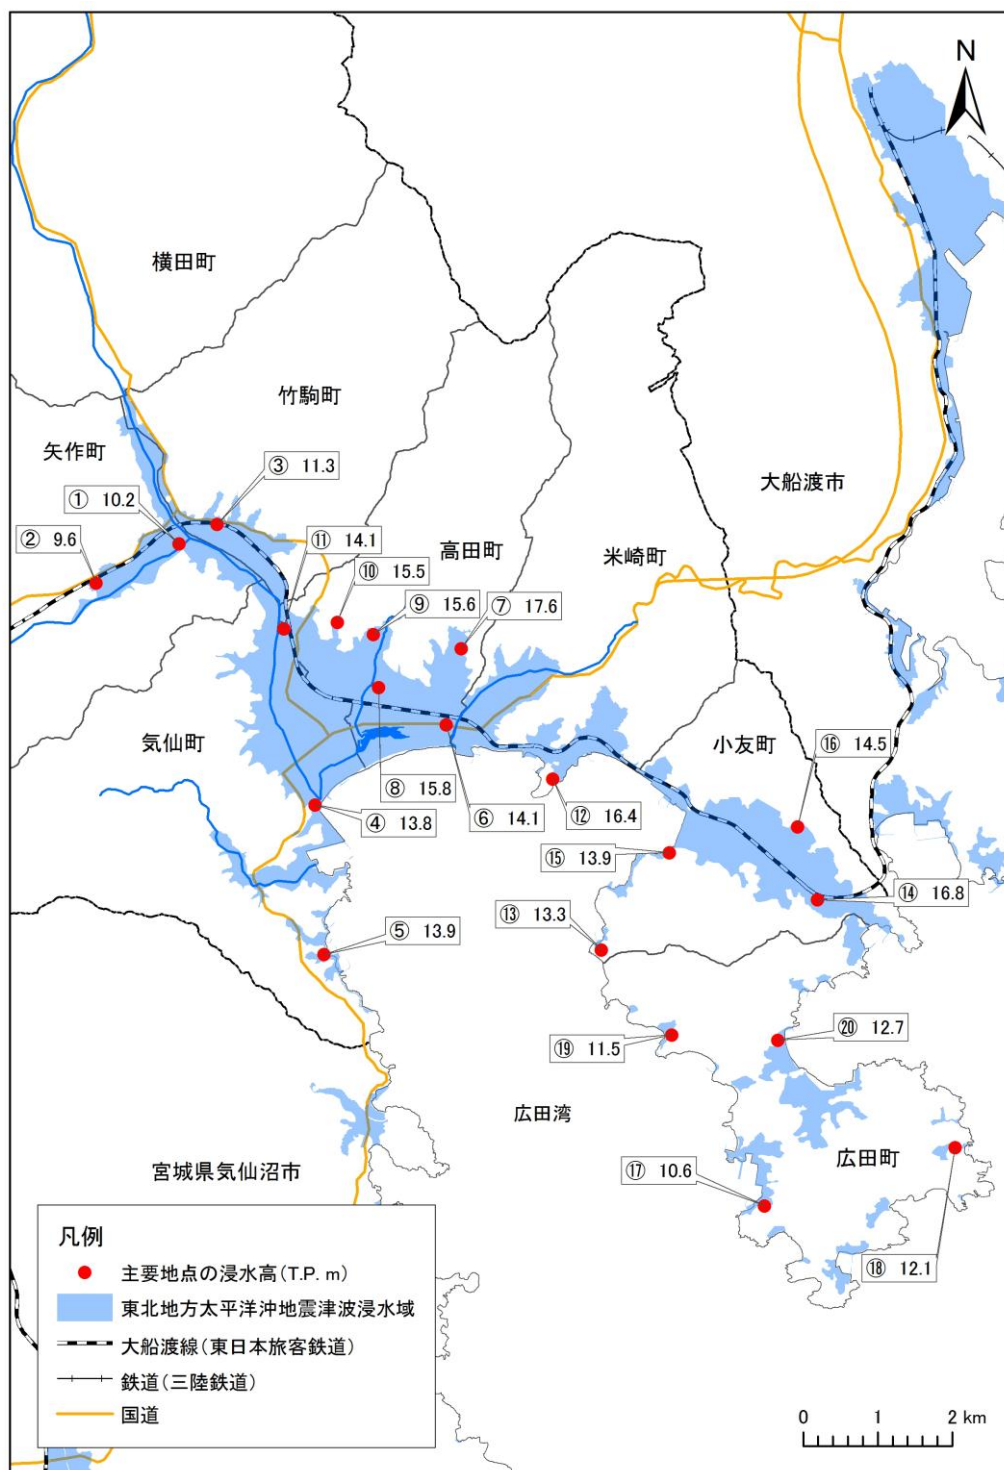 N
横田町
竹駒町
矢作町
③ 11.3
大船渡市
① 10.2
② 9.6
⑪ 14.1
高田町
米崎町
⑩ 15.5
⑨ 15.6
⑦ 17.6
気仙町
小友町
⑯ 14.5
⑧ 15.8
④ 13.8
⑥ 14.1
⑫ 16.4
⑮ 13.9
⑭ 16.8
⑬ 13.3
⑤ 13.9
⑲ 11.5
⑳ 12.7
広田湾
宮城県気仙沼市
広田町
⑰ 10.6
⑱ 12.1
凡例
主要地点の浸水高(T.P. m)
東北地方太平洋沖地震津波浸水域
大船渡線(東日本旅客鉄道)
鉄道(三陸鉄道)
国道
0 1 2 km